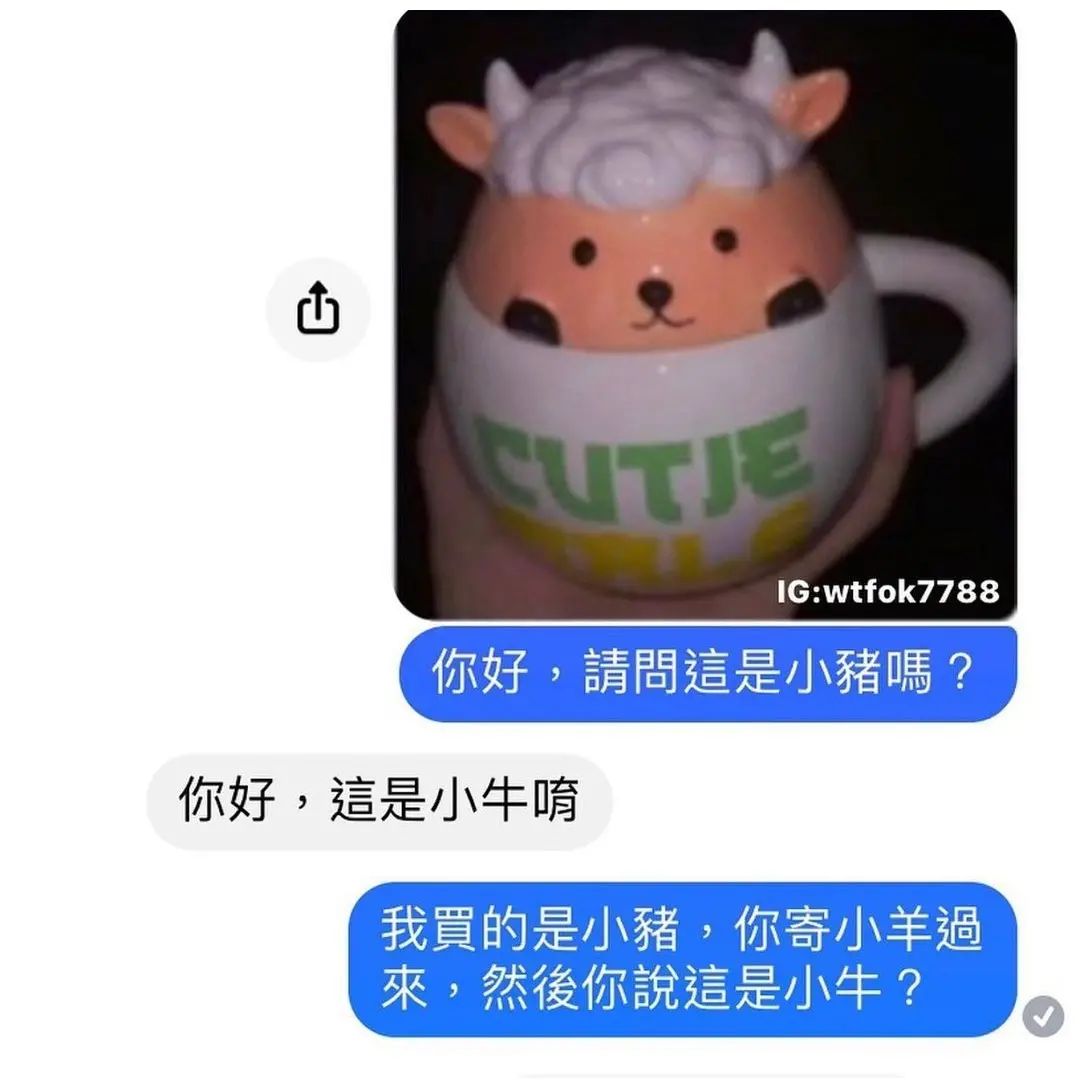 CUTIE
IG:wtfok7788
你好，請問這是小豬嗎？
你好，這是小牛唷
我買的是小豬，你寄小羊過
來，然後你說這是小牛？